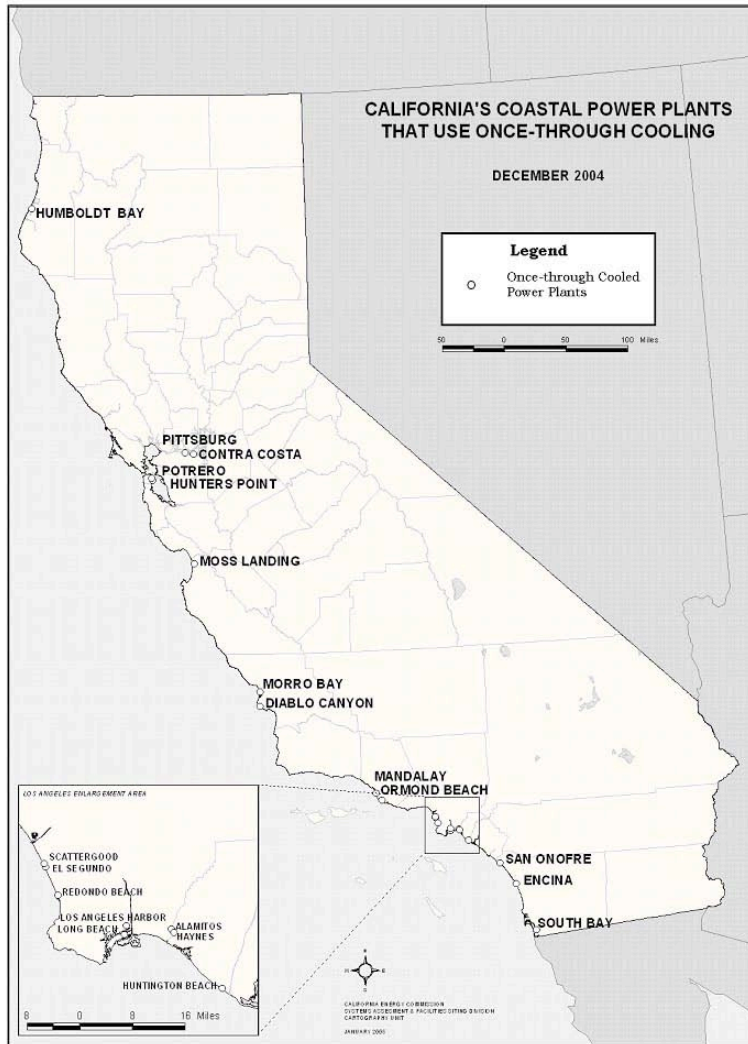 CALIFORNIA'S COASTAL POWER PLANTS
THAT USE ONCE-THROUGH COOLING
DECEMBER 2004
Legend
Once-through Cooled
Power Plants
50 0 50 100 Miles
HUMBOLDT BAY
PITTSBURG
CONTRA COSTA
POTRERO
HUNTERS POINT
MOSS LANDING
MORRO BAY
DIABLO CANYON
MANDALAY
ORMOND BEACH
SAN ONOFRE
ENCINA
SOUTH BAY
LOS ANGELES ENLARGEMENT AREA
SCATTERGOOD
EL SEGUNDO
REDONDO BEACH
LOS ANGELES HARBOR
LONG BEACH
ALAMITOS
HAYNES
HUNTINGTON BEACH
8 0 8 16 Miles
CALIFORNIA ENERGY COMMISSION
SYSTEMS ASSESMENT & FACILITIES SITING DIVISION
CARTOGRAPHY UNIT
JANUARY 2005